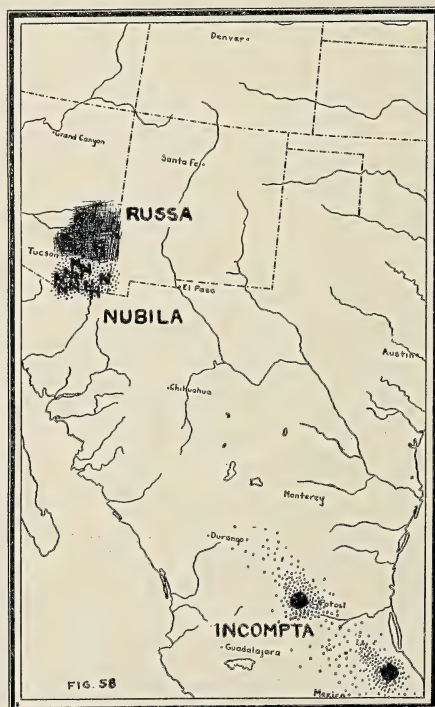 Denver
Grand Canyon
Santa Fe
RUSSA
Tucson
N N N N N N N
El Paso
NUBILA
Austin
Chihuahua
Monterey
Durango
Potosi
INCOMPTA
Guadalajara
FIG. 58
Mexico